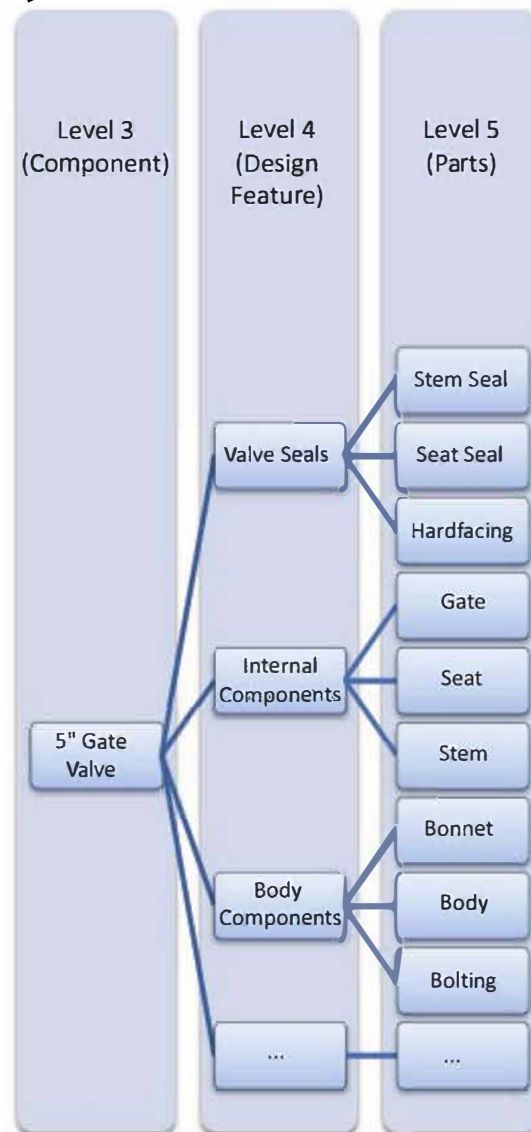 Level 3
(Component)
Level 4
(Design
Feature)
Level 5
(Parts)
5" Gate
Valve
Valve Seals
Internal
Components
Body
Components
...
Stem Seal
Seat Seal
Hardfacing
Gate
Seat
Stem
Bonnet
Body
Bolting
...